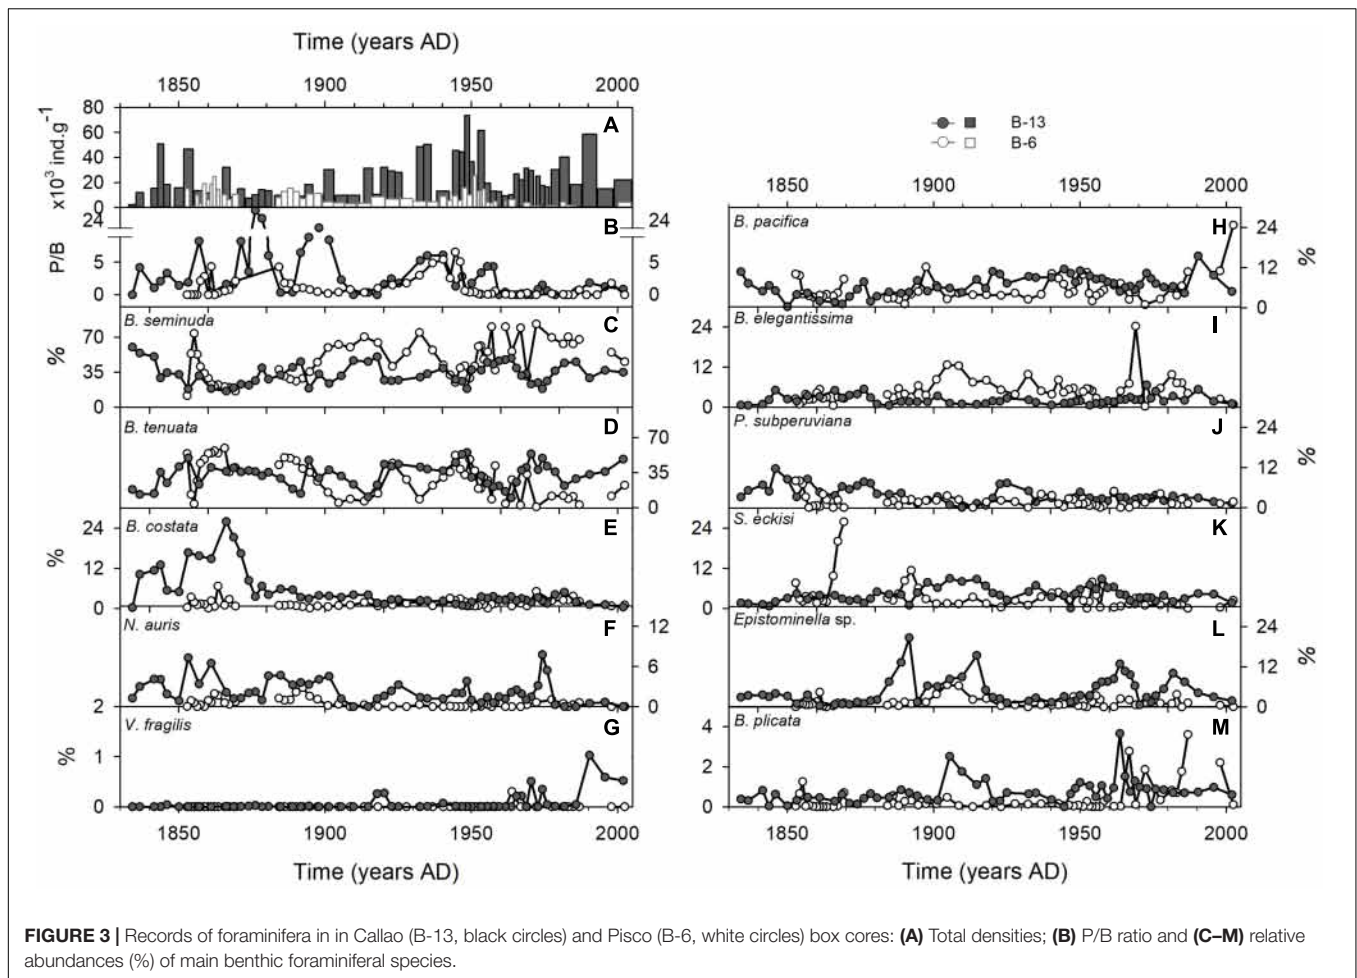 Time (years AD)
1850 1900 1950 2000
80
60
40
20
0
x10³ ind.g⁻¹
A
B-13
B-6
24
5
0
P/B
24
5
0
B
B. seminuda
70
35
0
%
C
B. tenuata
70
35
0
D
B. costata
24
12
0
%
E
N. auris
12
6
0
F
V. fragilis
2
1
0
%
G
1850 1900 1950 2000
Time (years AD)
1850 1900 1950 2000
B. pacifica
24
12
0
%
H
B. elegantissima
24
12
0
I
P. subperuviana
24
12
0
%
J
S. eckisi
24
12
0
K
Epistominella sp.
24
12
0
%
L
B. plicata
4
2
0
M
1850 1900 1950 2000
Time (years AD)
FIGURE 3 | Records of foraminifera in in Callao (B-13, black circles) and Pisco (B-6, white circles) box cores: (A) Total densities; (B) P/B ratio and (C–M) relative
abundances (%) of main benthic foraminiferal species.